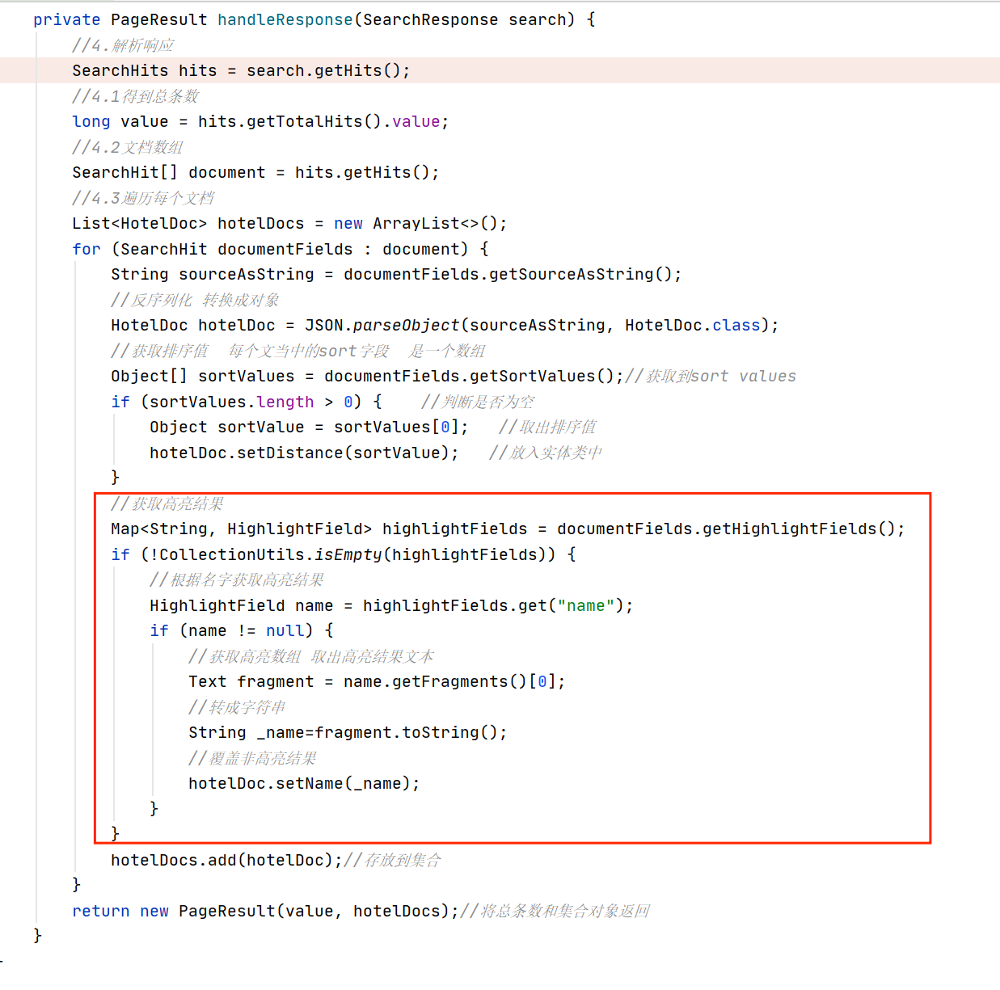 private PageResult handleResponse(SearchResponse search) {
//4.解析响应
SearchHits hits = search.getHits();
//4.1得到总条数
long value = hits.getTotalHits().value;
//4.2文档数组
SearchHit[] document = hits.getHits();
//4.3遍历每个文档
List<HotelDoc> hotelDocs = new ArrayList<>();
for (SearchHit documentFields : document) {
String sourceAsString = documentFields.getSourceAsString();
//反序列化 转换成对象
HotelDoc hotelDoc = JSON.parseObject(sourceAsString, HotelDoc.class);
//获取排序值  每个文当中的sort字段  是一个数组
Object[] sortValues = documentFields.getSortValues();//获取到sort values
if (sortValues.length > 0) {    //判断是否为空
Object sortValue = sortValues[0];   //取出排序值
hotelDoc.setDistance(sortValue);   //放入实体类中
}
//获取高亮结果
Map<String, HighlightField> highlightFields = documentFields.getHighlightFields();
if (!CollectionUtils.isEmpty(highlightFields)) {
//根据名字获取高亮结果
HighlightField name = highlightFields.get("name");
if (name != null) {
//获取高亮数组 取出高亮结果文本
Text fragment = name.getFragments()[0];
//转成字符串
String _name=fragment.toString();
//覆盖非高亮结果
hotelDoc.setName(_name);
}
}
hotelDocs.add(hotelDoc);//存放到集合
}
return new PageResult(value, hotelDocs);//将总条数和集合对象返回
}